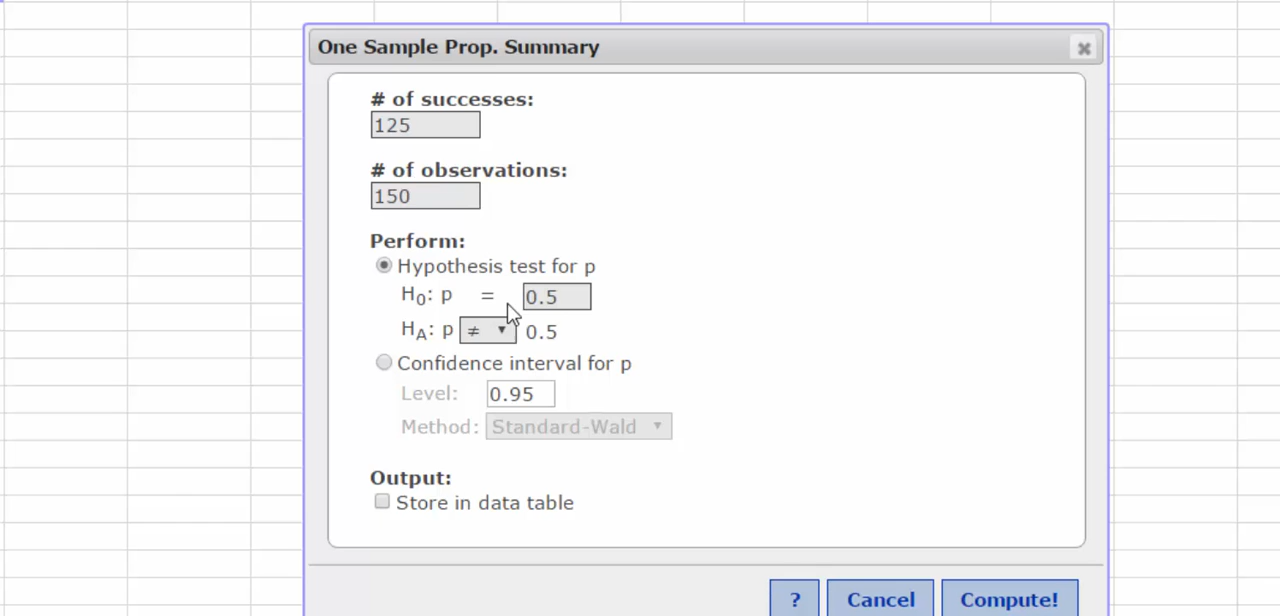 One Sample Prop. Summary
# of successes:
125
# of observations:
150
Perform:
Hypothesis test for p
H₀: p = 0.5
Hₐ: p ≠ 0.5
Confidence interval for p
Level: 0.95
Method: Standard-Wald
Output:
Store in data table
? Cancel Compute!